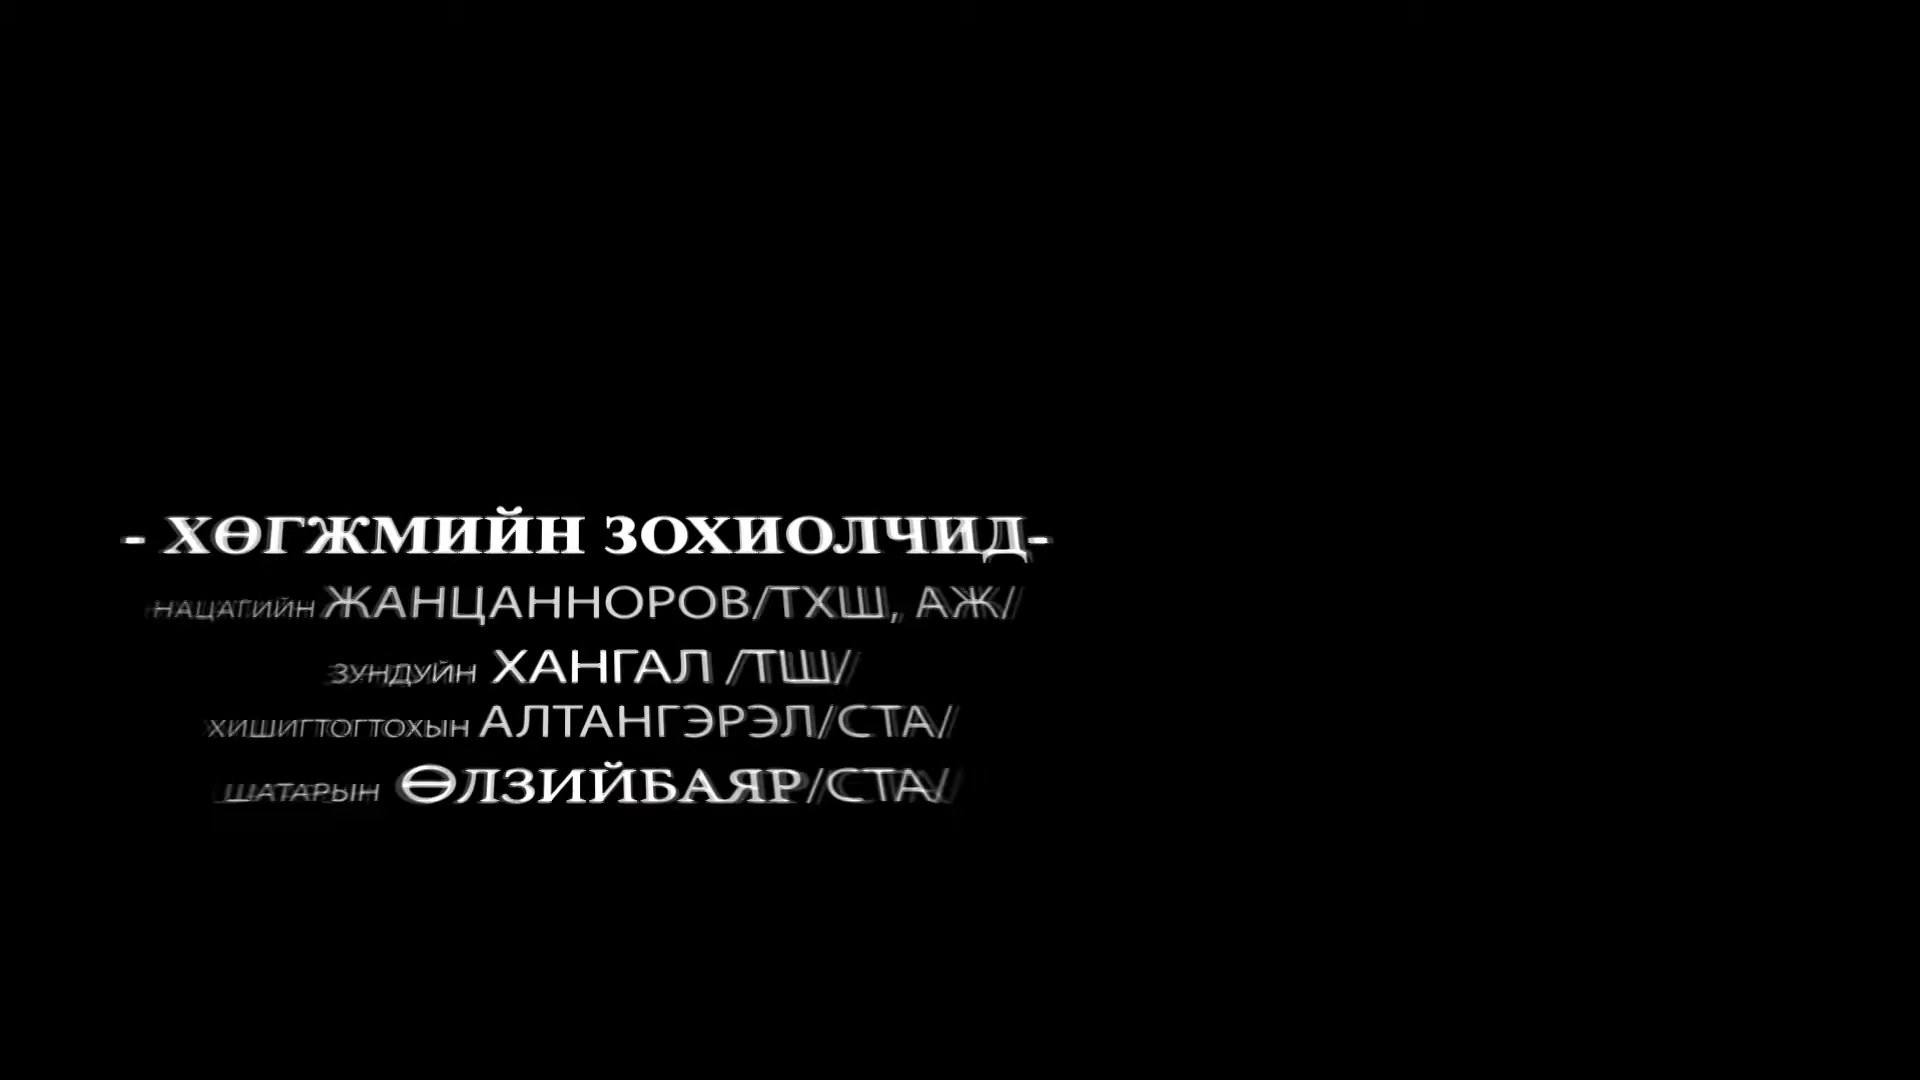 - ХӨГЖМИЙН ЗОХИОЛЧИД-
НАЦАГИЙН ЖАНЦАННОРОВ/ТХШ, АЖ/
ЗУНДУЙН ХАНГАЛ /ТШ/
ХИШИГТОГТОХЫН АЛТАНГЭРЭЛ/СТА/
ШАТАРЫН ӨЛЗИЙБАЯР/СТА/